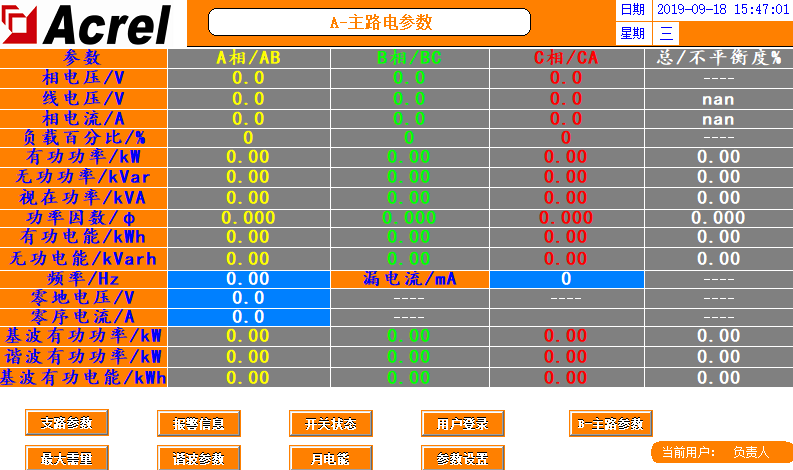 Acrel
A-主路电参数
日期 2019-09-18 15:47:01
星期 三
参数 A相/AB B相/BC C相/CA 总/不平衡度%
相电压/V 0.0 0.0 0.0 ----
线电压/V 0.0 0.0 0.0 nan
相电流/A 0.0 0.0 0.0 nan
负载百分比/% 0 0 0 ----
有功功率/kW 0.00 0.00 0.00 0.00
无功功率/kVar 0.00 0.00 0.00 0.00
视在功率/kVA 0.00 0.00 0.00 0.00
功率因数/Φ 0.000 0.000 0.000 0.000
有功电能/kWh 0.00 0.00 0.00 0.00
无功电能/kVarh 0.00 0.00 0.00 0.00
频率/Hz 0.00 漏电流/mA 0 ----
零地电压/V 0.0 ---- ---- ----
零序电流/A 0.0 ---- ---- ----
基波有功功率/kW 0.00 0.00 0.00 0.00
谐波有功功率/kW 0.00 0.00 0.00 0.00
基波有功电能/kWh 0.00 0.00 0.00 0.00
支路参数 报警信息 开关状态 用户登录 B-主路参数
最大需量 谐波参数 月电能 参数设置 当前用户: 负责人